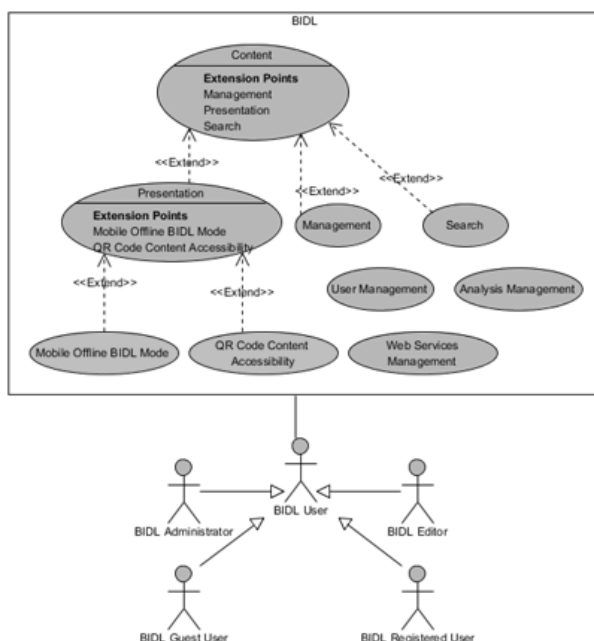 BIDL
Content
Extension Points
Management
Presentation
Search
<<Extend>>
<<Extend>>
<<Extend>>
Presentation
Extension Points
Mobile Offline BIDL Mode
QR Code Content Accessibility
Management
Search
<<Extend>>
<<Extend>>
User Management
Analysis Management
Mobile Offline BIDL Mode
QR Code Content
Accessibility
Web Services
Management
BIDL User
BIDL Administrator
BIDL Editor
BIDL Guest User
BIDL Registered User